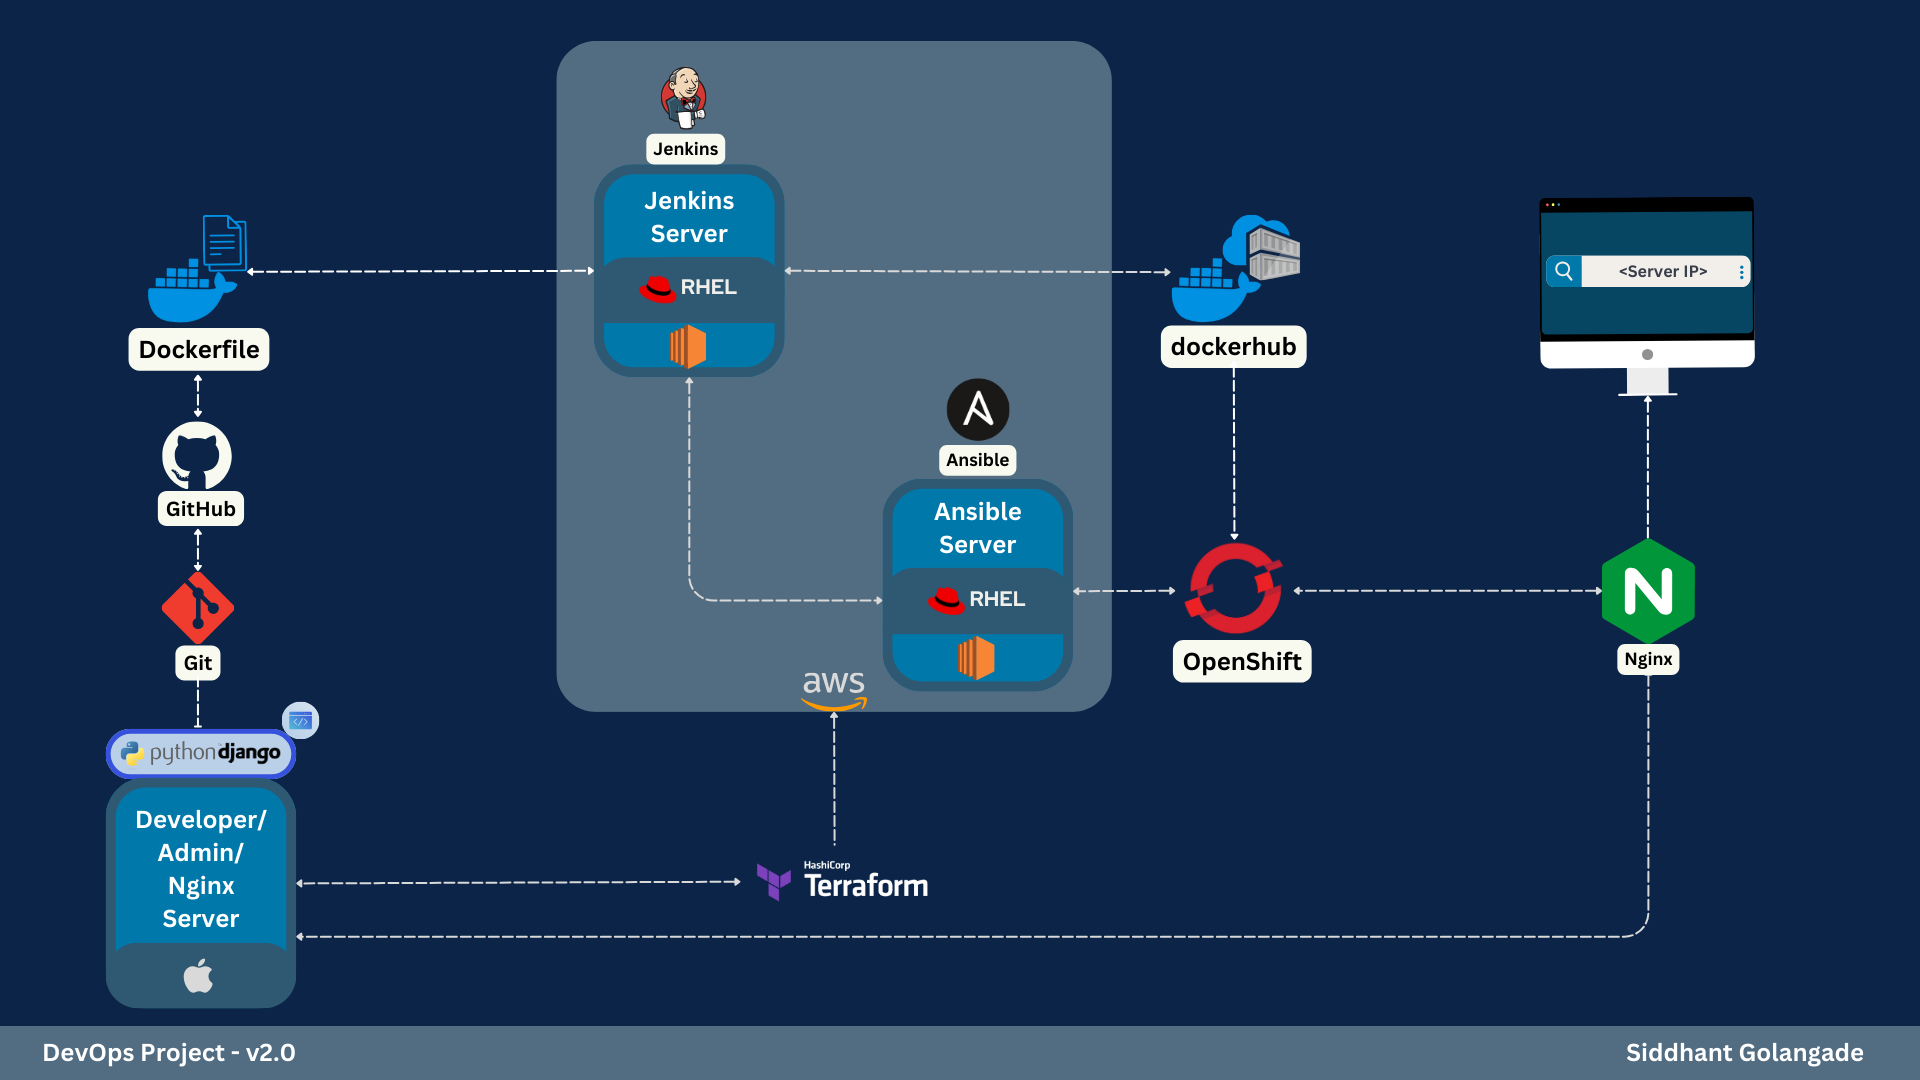 Jenkins
Jenkins
Server
RHEL
Dockerfile
dockerhub
<Server IP>
GitHub
Git
Ansible
Ansible
Server
RHEL
aws
OpenShift
N
Nginx
</>
python django
Developer/
Admin/
Nginx
Server
HashiCorp
Terraform
DevOps Project - v2.0
Siddhant Golangade